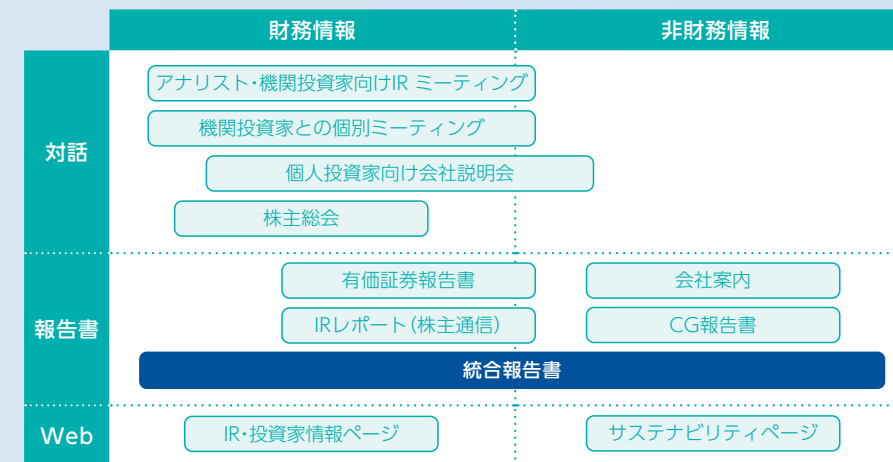 財務情報
非財務情報
対話
アナリスト・機関投資家向けIR ミーティング
機関投資家との個別ミーティング
個人投資家向け会社説明会
株主総会
報告書
有価証券報告書
会社案内
IRレポート（株主通信）
CG報告書
統合報告書
Web
IR・投資家情報ページ
サステナビリティページ